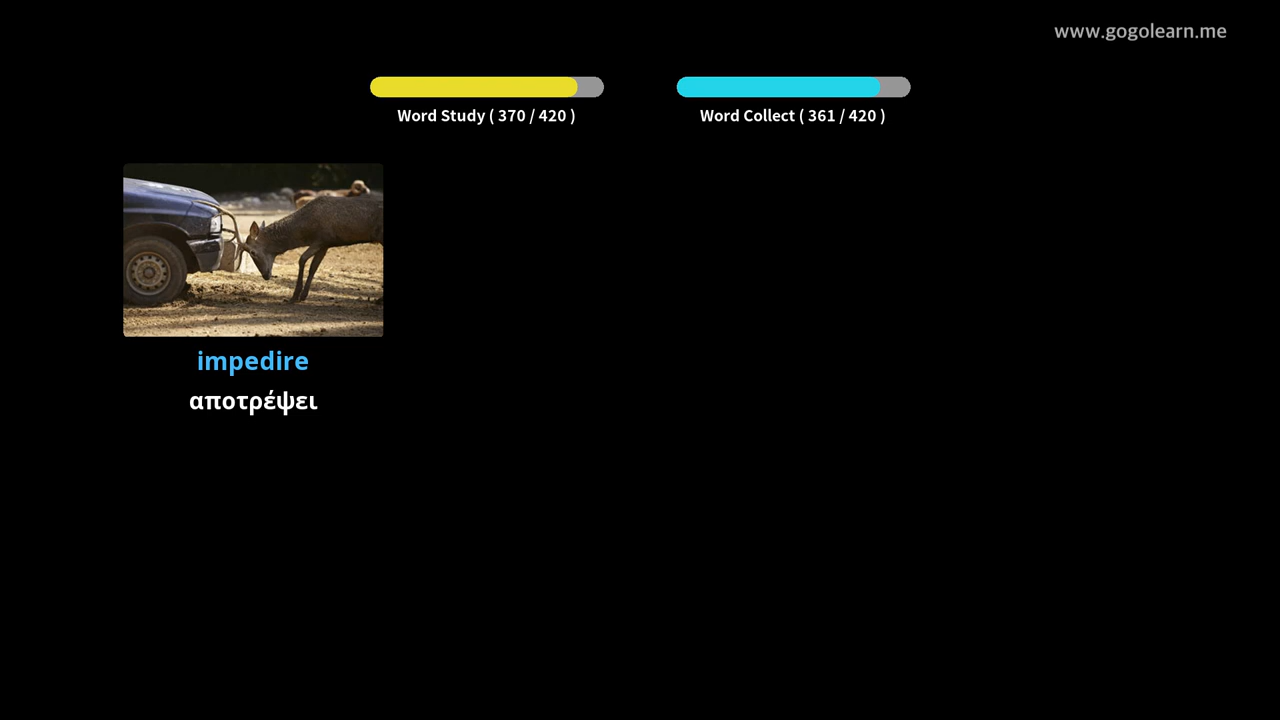 www.gogolearn.me
Word Study ( 370 / 420 )
Word Collect ( 361 / 420 )
impedire
αποτρέψει